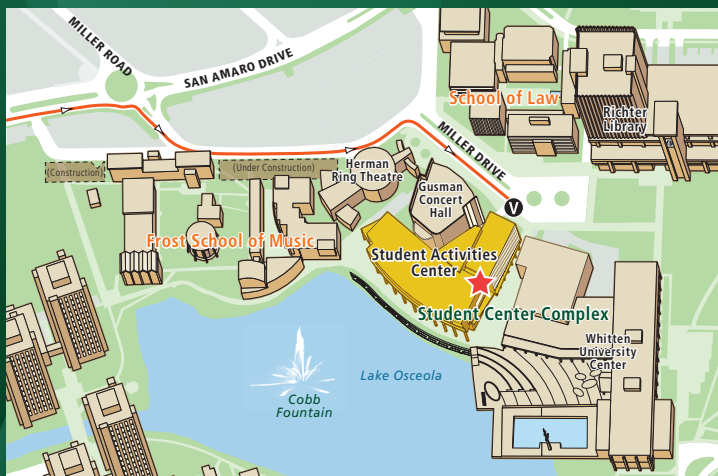 MILLER ROAD
SAN AMARO DRIVE
School of Law
Richter
Library
MILLER DRIVE
(Construction)
(Under Construction)
Herman
Ring Theatre
Gusman
Concert
Hall
V
Frost School of Music
Student Activities
Center
Student Center Complex
Whitten
University
Center
Lake Osceola
Cobb
Fountain